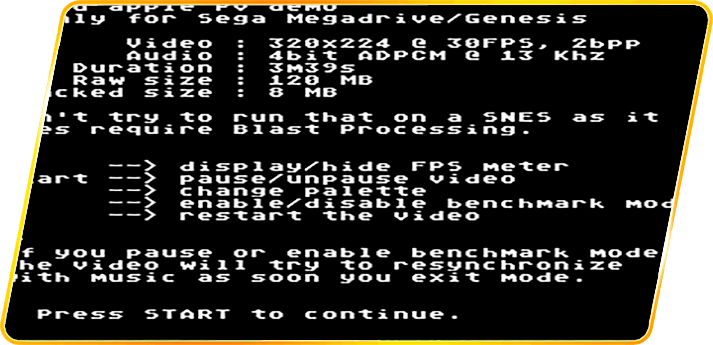 d apple PV demo
nly for Sega Megadrive/Genesis
Video : 320x224 @ 30FPS, 2bpp
Audio : 4bit ADPCM @ 13 Khz
Duration : 3m39s
Raw size : 120 MB
cked size : 8 MB
n't try to run that on a SNES as it
es require Blast Processing.
--> display/hide FPS meter
art --> pause/unpause video
--> change palette
--> enable/disable benchmark mod
--> restart the video
f you pause or enable benchmark mode
he video will try to resynchronize
with music as soon you exit mode.
Press START to continue.